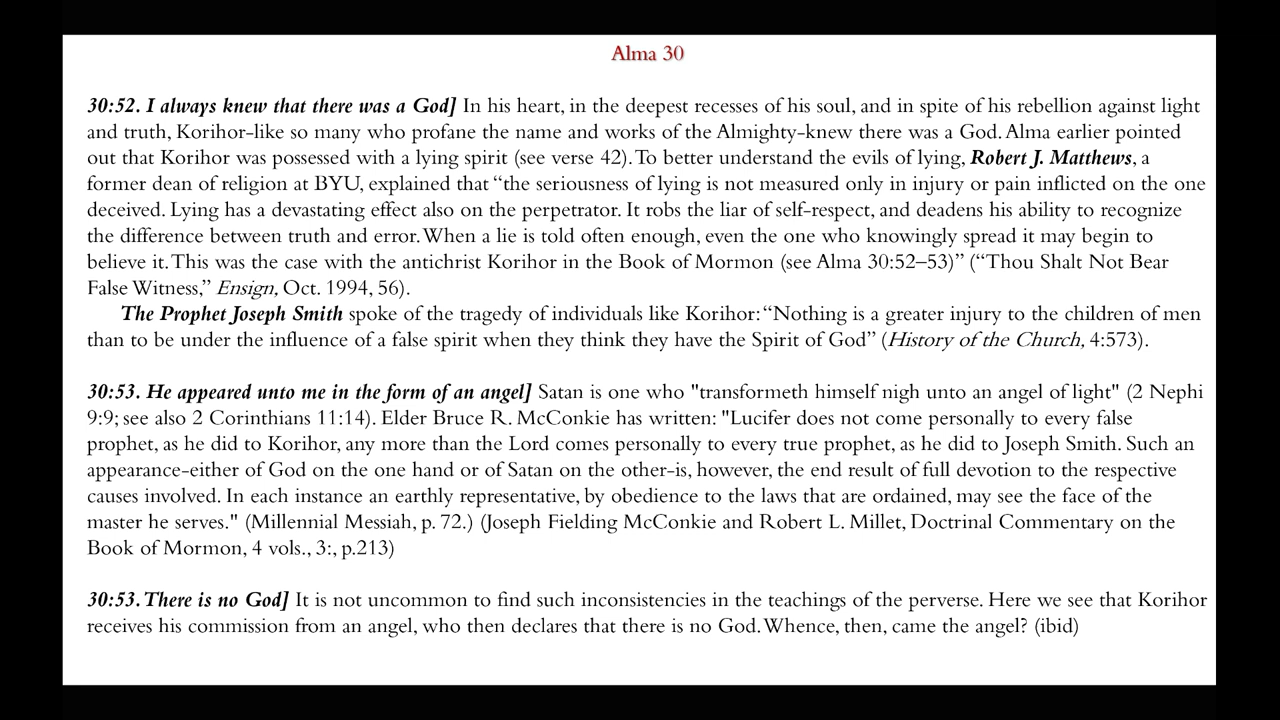 Alma 30
30:52. I always knew that there was a God] In his heart, in the deepest recesses of his soul, and in spite of his rebellion against light
and truth, Korihor-like so many who profane the name and works of the Almighty-knew there was a God. Alma earlier pointed
out that Korihor was possessed with a lying spirit (see verse 42). To better understand the evils of lying, Robert J. Matthews, a
former dean of religion at BYU, explained that “the seriousness of lying is not measured only in injury or pain inflicted on the one
deceived. Lying has a devastating effect also on the perpetrator. It robs the liar of self-respect, and deadens his ability to recognize
the difference between truth and error. When a lie is told often enough, even the one who knowingly spread it may begin to
believe it. This was the case with the antichrist Korihor in the Book of Mormon (see Alma 30:52–53)” (“Thou Shalt Not Bear
False Witness,” Ensign, Oct. 1994, 56).
The Prophet Joseph Smith spoke of the tragedy of individuals like Korihor: “Nothing is a greater injury to the children of men
than to be under the influence of a false spirit when they think they have the Spirit of God” (History of the Church, 4:573).
30:53. He appeared unto me in the form of an angel] Satan is one who "transformeth himself nigh unto an angel of light" (2 Nephi
9:9; see also 2 Corinthians 11:14). Elder Bruce R. McConkie has written: "Lucifer does not come personally to every false
prophet, as he did to Korihor, any more than the Lord comes personally to every true prophet, as he did to Joseph Smith. Such an
appearance-either of God on the one hand or of Satan on the other-is, however, the end result of full devotion to the respective
causes involved. In each instance an earthly representative, by obedience to the laws that are ordained, may see the face of the
master he serves." (Millennial Messiah, p. 72.) (Joseph Fielding McConkie and Robert L. Millet, Doctrinal Commentary on the
Book of Mormon, 4 vols., 3:, p.213)
30:53. There is no God] It is not uncommon to find such inconsistencies in the teachings of the perverse. Here we see that Korihor
receives his commission from an angel, who then declares that there is no God. Whence, then, came the angel? (ibid)